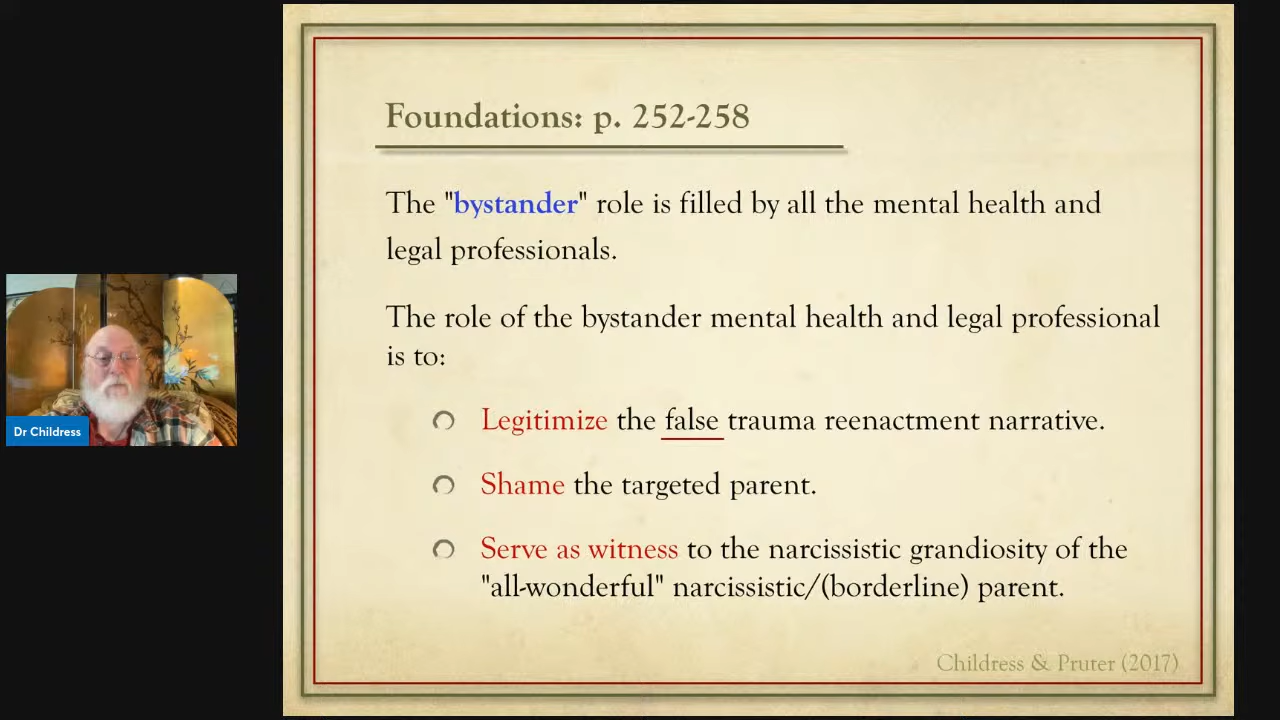 Foundations: p. 252-258
The "bystander" role is filled by all the mental health and
legal professionals.
The role of the bystander mental health and legal professional
is to:
Legitimize the false trauma reenactment narrative.
Shame the targeted parent.
Serve as witness to the narcissistic grandiosity of the
"all-wonderful" narcissistic/(borderline) parent.
Childress & Pruter (2017)
Dr Childress